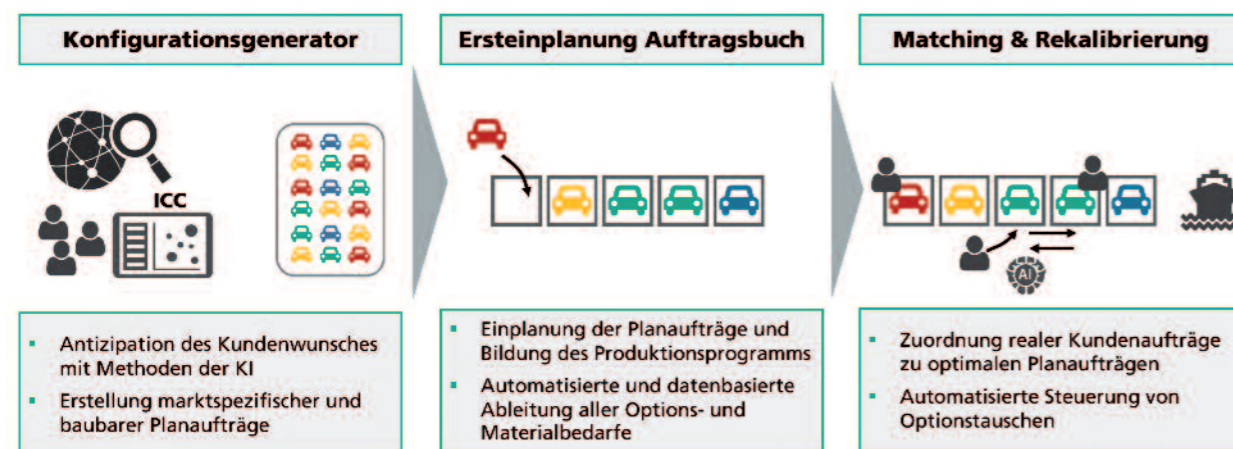 Konfigurationsgenerator
Ersteinplanung Auftragsbuch
Matching & Rekalibrierung
ICC
AI
▪ Antizipation des Kundenwunsches
mit Methoden der KI
▪ Erstellung marktspezifischer und
baubarer Planaufträge
▪ Einplanung der Planaufträge und
Bildung des Produktionsprogramms
▪ Automatisierte und datenbasierte
Ableitung aller Options- und
Materialbedarfe
▪ Zuordnung realer Kundenaufträge
zu optimalen Planaufträgen
▪ Automatisierte Steuerung von
Optionstauschen